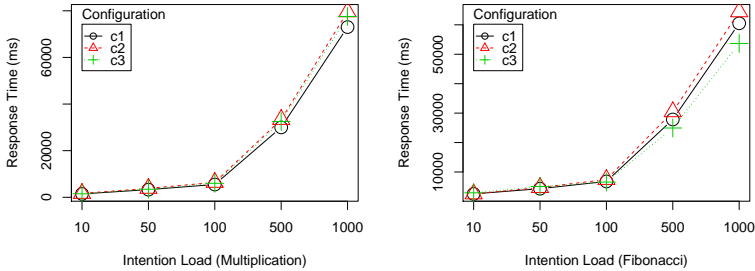 Configuration
c1
c2
c3
Response Time (ms)
0
20000
60000
10
50
100
500
1000
Intention Load (Multiplication)
Configuration
c1
c2
c3
Response Time (ms)
10000
30000
50000
10
50
100
500
1000
Intention Load (Fibonacci)